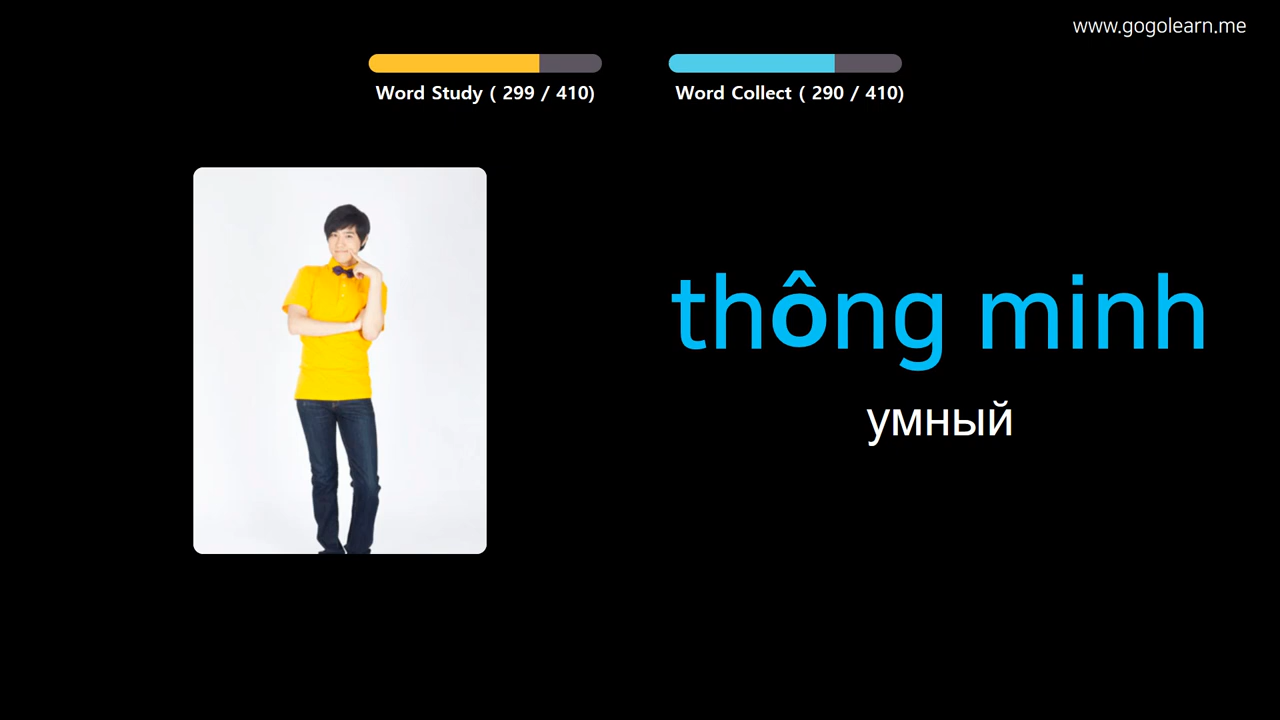 www.gogolearn.me
Word Study ( 299 / 410)
Word Collect ( 290 / 410)
thông minh
умный